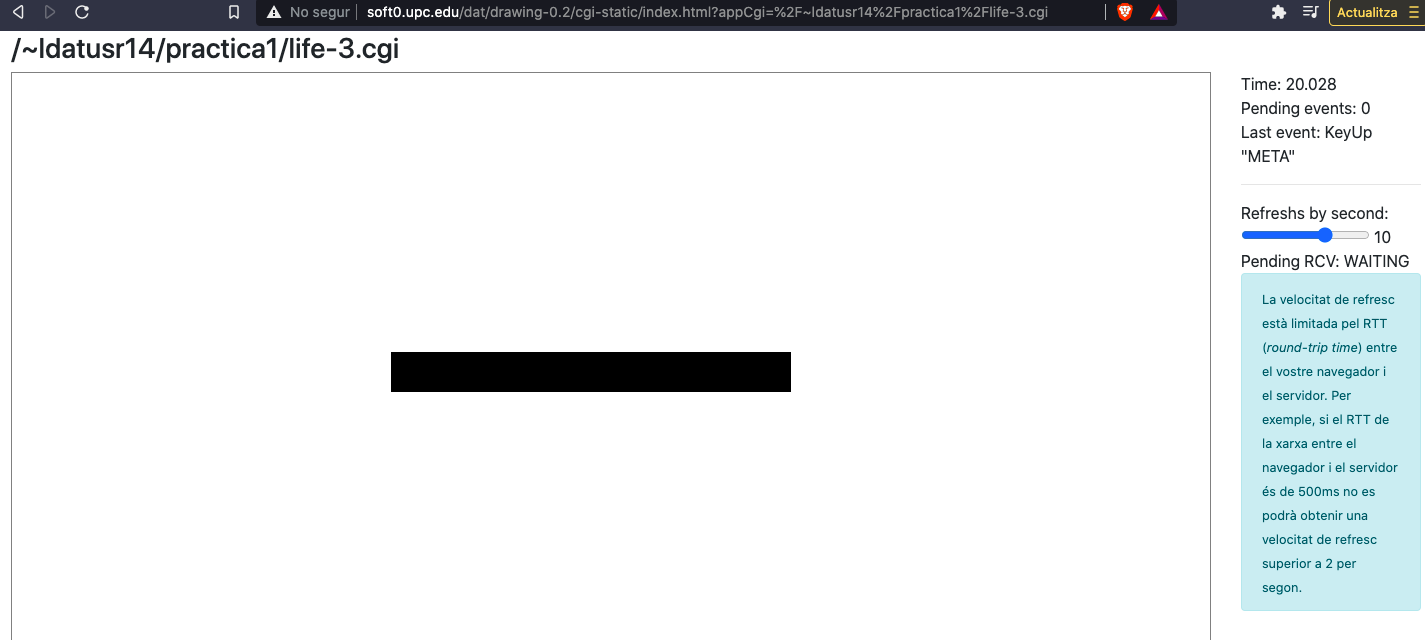 No segur
soft0.upc.edu/dat/drawing-0.2/cgi-static/index.html?appCgi=%2F~ldatusr14%2Fpractica1%2Flife-3.cgi
Actualitza
/~ldatusr14/practica1/life-3.cgi
Time: 20.028
Pending events: 0
Last event: KeyUp
"META"
Refreshs by second:
10
Pending RCV: WAITING
La velocitat de refresc
està limitada pel RTT
(round-trip time) entre
el vostre navegador i
el servidor. Per
exemple, si el RTT de
la xarxa entre el
navegador i el servidor
és de 500ms no es
podrà obtenir una
velocitat de refresc
superior a 2 per
segon.